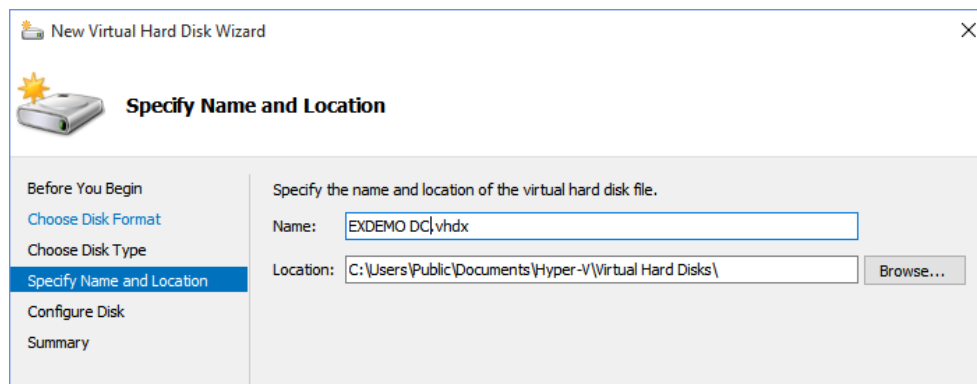 New Virtual Hard Disk Wizard
Specify Name and Location
Before You Begin
Choose Disk Format
Choose Disk Type
Specify Name and Location
Configure Disk
Summary
Specify the name and location of the virtual hard disk file.
Name: EXDEMO DC.vhdx
Location: C:\Users\Public\Documents\Hyper-V\Virtual Hard Disks\ Browse...